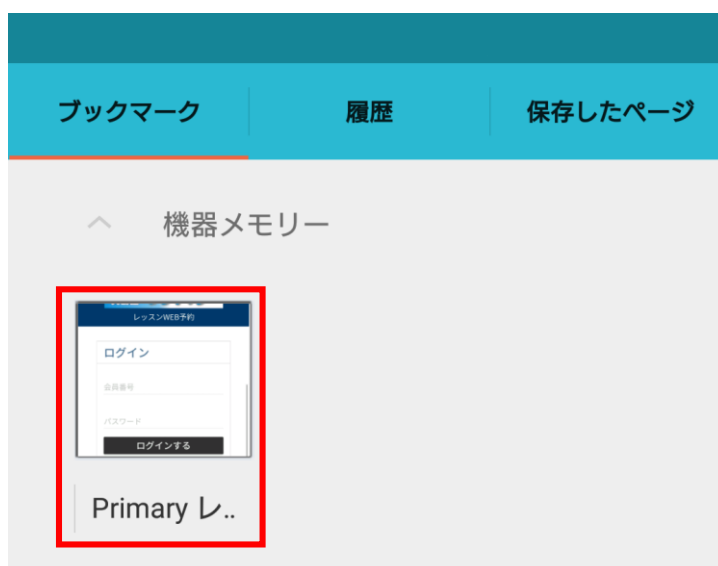 ブックマーク 履歴 保存したページ
機器メモリー
レッスンWEB予約
ログイン
会員番号
パスワード
ログインする
Primary レ..